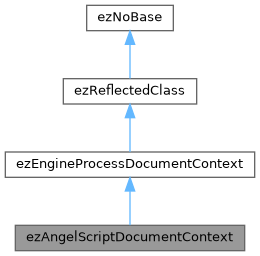 ezNoBase
ezReflectedClass
ezEngineProcessDocumentContext
ezAngelScriptDocumentContext